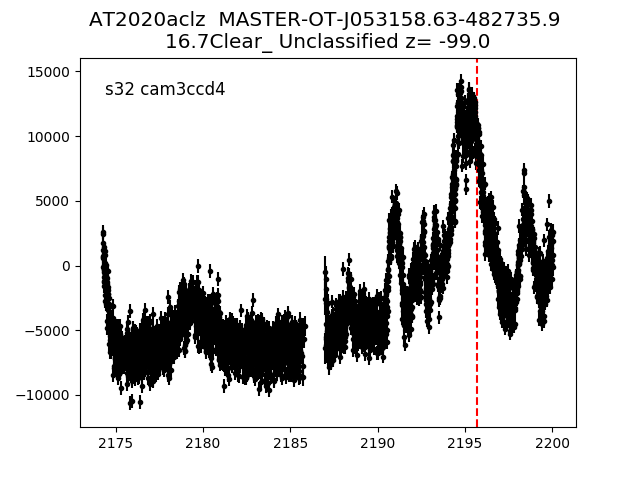 AT2020aclz  MASTER-OT-J053158.63-482735.9
16.7Clear_ Unclassified z= -99.0
s32 cam3ccd4
15000
10000
5000
0
−5000
−10000
2175 2180 2185 2190 2195 2200